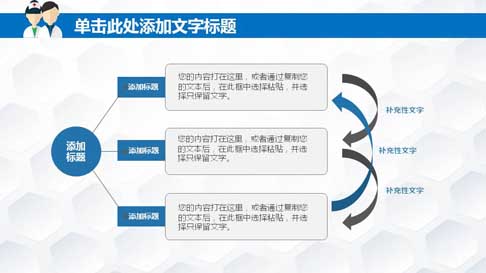 单击此处添加文字标题
添加标题
您的内容打在这里，或者通过复制您
的文本后，在此框中选择粘贴，并选
择只保留文字。
补充性文字
添加
标题
添加标题
您的内容打在这里，或者通过复制您
的文本后，在此框中选择粘贴，并选
择只保留文字。
补充性文字
添加标题
您的内容打在这里，或者通过复制您
的文本后，在此框中选择粘贴，并选
择只保留文字。
补充性文字